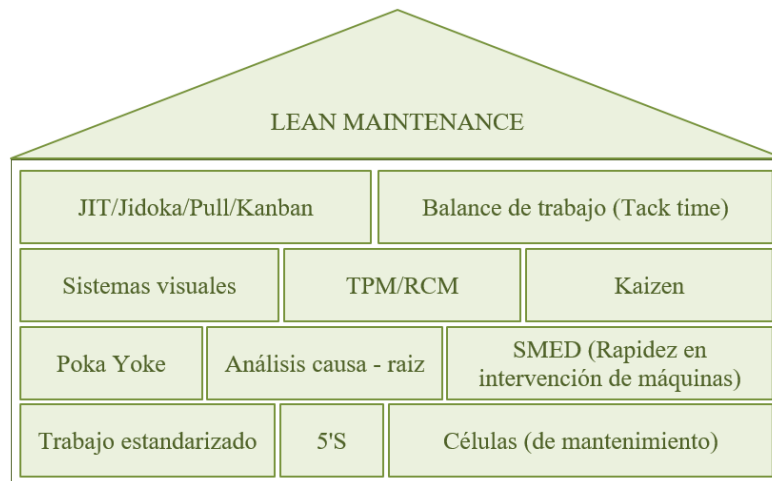 LEAN MAINTENANCE
JIT/Jidoka/Pull/Kanban
Balance de trabajo (Tack time)
Sistemas visuales
TPM/RCM
Kaizen
Poka Yoke
Análisis causa - raiz
SMED (Rapidez en
intervención de máquinas)
Trabajo estandarizado
5'S
Células (de mantenimiento)